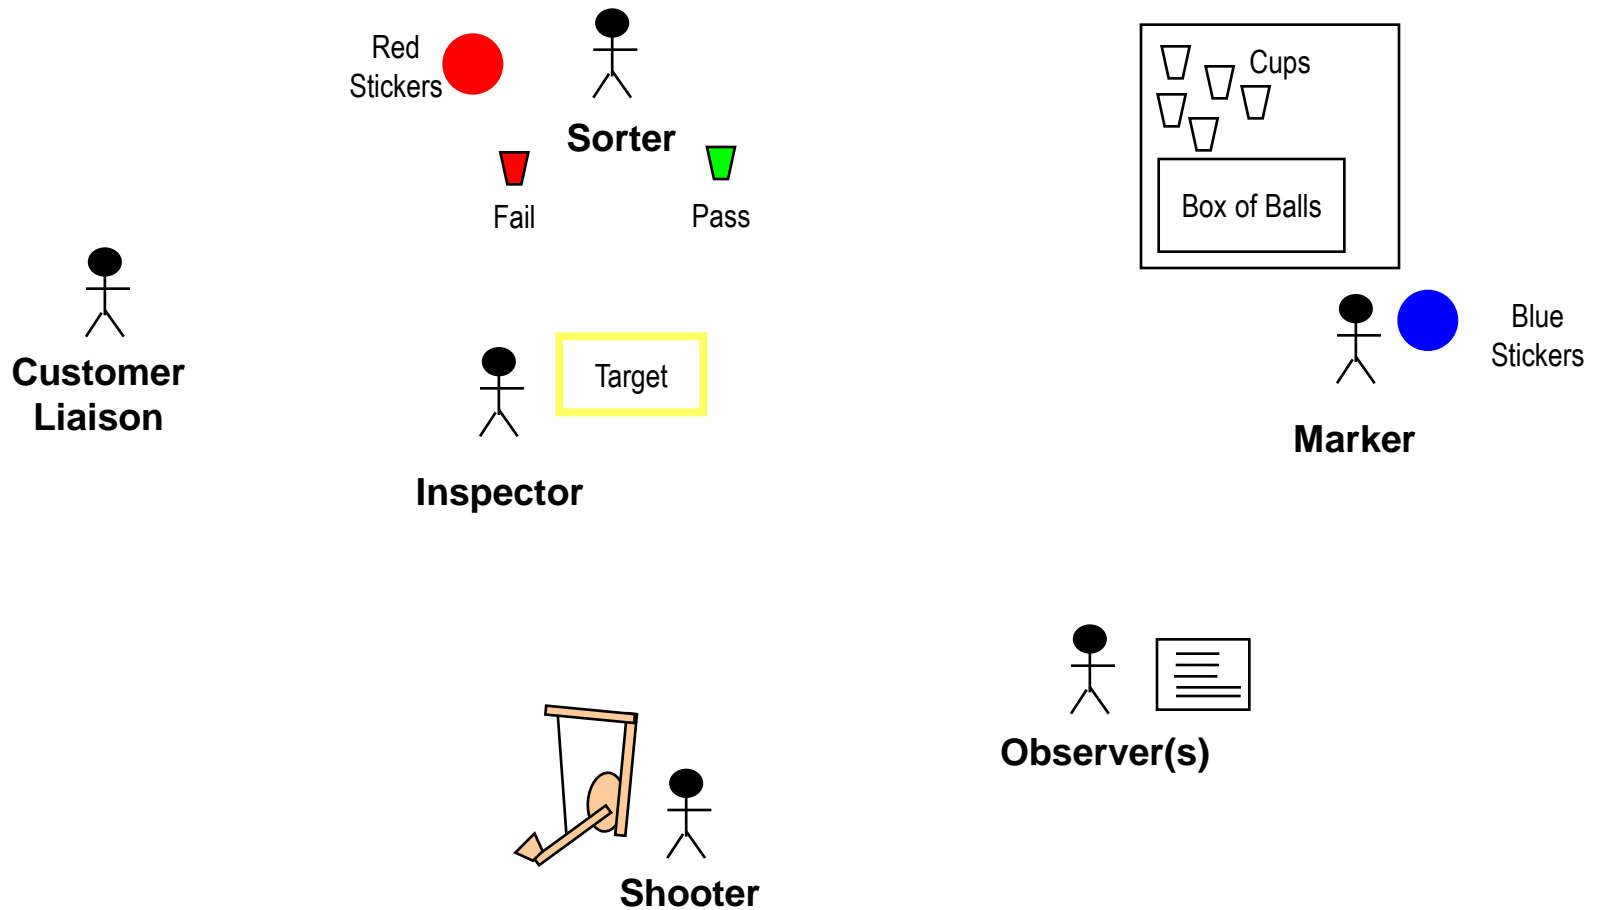 Red
Stickers
Sorter
Fail
Pass
Cups
Box of Balls
Customer
Liaison
Target
Inspector
Blue
Stickers
Marker
Observer(s)
Shooter